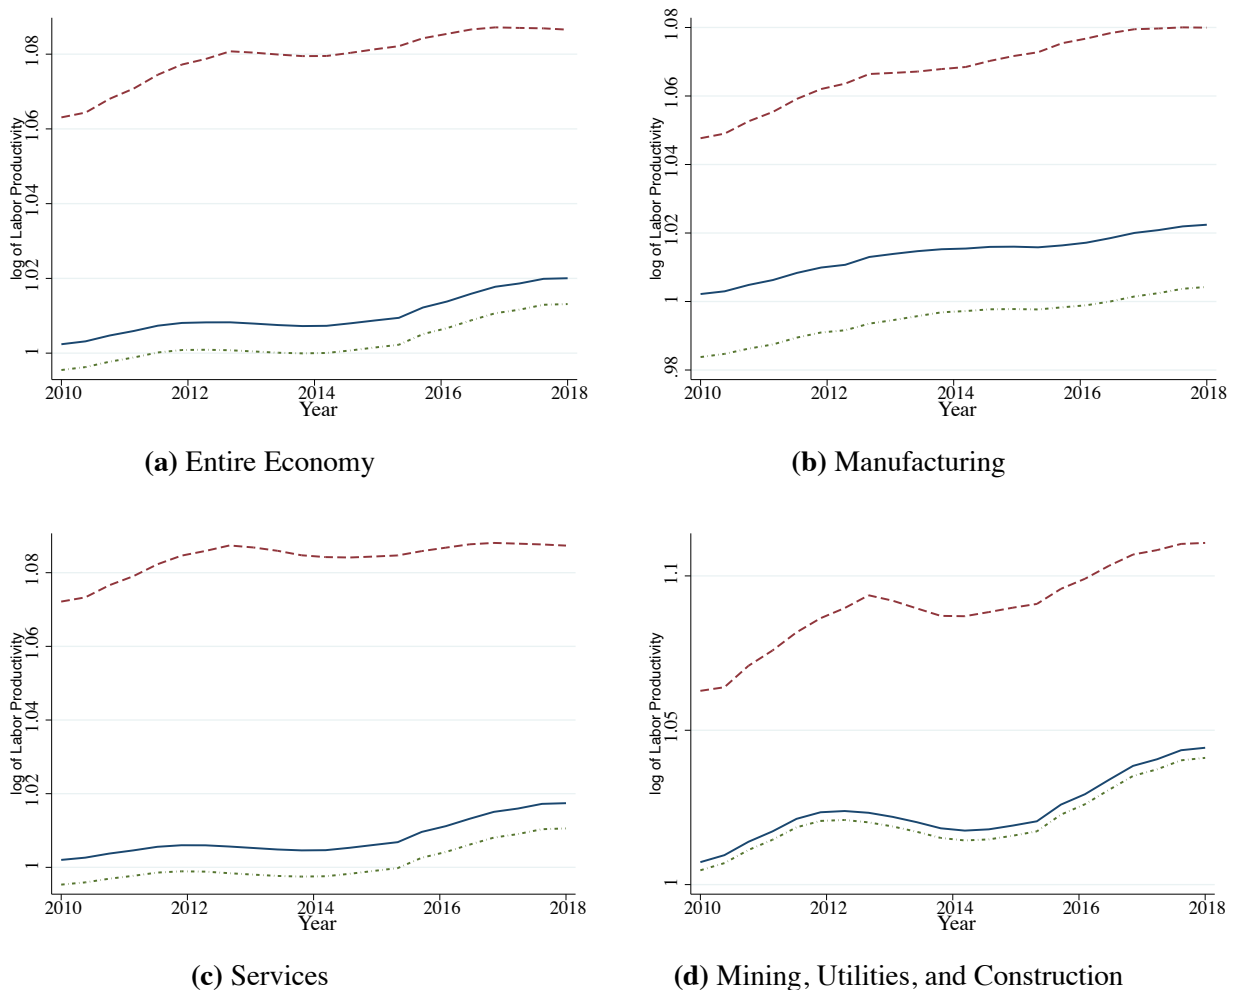 log of Labor Productivity
1.08
1.06
1.04
1.02
1
2010 2012 2014 2016 2018
Year
(a) Entire Economy
log of Labor Productivity
1.08
1.06
1.04
1.02
1
.98
2010 2012 2014 2016 2018
Year
(b) Manufacturing
log of Labor Productivity
1.08
1.06
1.04
1.02
1
2010 2012 2014 2016 2018
Year
(c) Services
log of Labor Productivity
1.1
1.05
1
2010 2012 2014 2016 2018
Year
(d) Mining, Utilities, and Construction